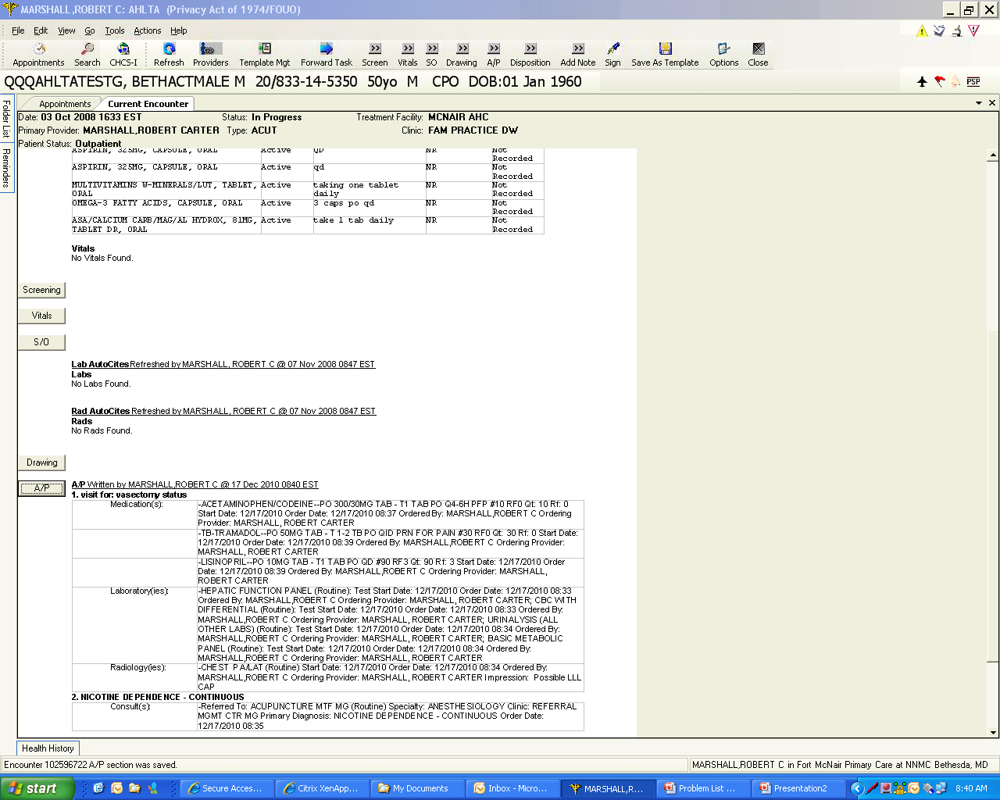 MARSHALL,ROBERT C: AHLTA (Privacy Act of 1974/FOUO)
File Edit View Go Tools Actions Help
Appointments Search CHCS-I Refresh Providers Template Mgt Forward Task Screen Vitals SO Drawing A/P Disposition Add Note Sign Save As Template Options Close
QQQAHLTATESTG, BETHACTMALE M 20/833-14-5350 50yo M CPO DOB:01 Jan 1960
PSP
Folder List
Reminders
Appointments Current Encounter
Date: 03 Oct 2008 1633 EST Status: In Progress Treatment Facility: MCNAIR AHC
Primary Provider: MARSHALL,ROBERT CARTER Type: ACUT Clinic: FAM PRACTICE DW
Patient Status: Outpatient
ASPIRIN, 325MG, CAPSULE, ORAL Active QD NR Not
Recorded
ASPIRIN, 325MG, CAPSULE, ORAL Active qd NR Not
Recorded
MULTIVITAMINS W-MINERALS/LUT, TABLET, Active taking one tablet NR Not
ORAL daily Recorded
OMEGA-3 FATTY ACIDS, CAPSULE, ORAL Active 3 caps po qd NR Not
Recorded
ASA/CALCIUM CARB/MAG/AL HYDROX, 81MG, Active take 1 tab daily NR Not
TABLET DR, ORAL Recorded
Vitals
No Vitals Found.
Screening
Vitals
S/O
Lab AutoCites Refreshed by MARSHALL, ROBERT C @ 07 Nov 2008 0847 EST
Labs
No Labs Found.
Rad AutoCites Refreshed by MARSHALL, ROBERT C @ 07 Nov 2008 0847 EST
Rads
No Rads Found.
Drawing
A/P
A/P Written by MARSHALL,ROBERT C @ 17 Dec 2010 0840 EST
1. visit for: vasectomy status
Medication(s): -ACETAMINOPHEN/CODEINE--PO 300/30MG TAB - T1 TAB PO Q4-6H PFP #10 RF0 Qt: 10 Rf: 0
Start Date: 12/17/2010 Order Date: 12/17/2010 08:37 Ordered By: MARSHALL,ROBERT C Ordering
Provider: MARSHALL, ROBERT CARTER
-TB-TRAMADOL--PO 50MG TAB - T 1-2 TB PO QID PRN FOR PAIN #30 RF0 Qt: 30 Rf: 0 Start Date:
12/17/2010 Order Date: 12/17/2010 08:39 Ordered By: MARSHALL,ROBERT C Ordering Provider:
MARSHALL, ROBERT CARTER
-LISINOPRIL--PO 10MG TAB - T1 TAB PO QD #90 RF3 Qt: 90 Rf: 3 Start Date: 12/17/2010 Order
Date: 12/17/2010 08:39 Ordered By: MARSHALL,ROBERT C Ordering Provider: MARSHALL,
ROBERT CARTER
Laboratory(ies): -HEPATIC FUNCTION PANEL (Routine): Test Start Date: 12/17/2010 Order Date: 12/17/2010 08:33
Ordered By: MARSHALL,ROBERT C Ordering Provider: MARSHALL, ROBERT CARTER; CBC WITH
DIFFERENTIAL (Routine): Test Start Date: 12/17/2010 Order Date: 12/17/2010 08:33 Ordered By:
MARSHALL,ROBERT C Ordering Provider: MARSHALL, ROBERT CARTER; URINALYSIS (ALL
OTHER LABS) (Routine): Test Start Date: 12/17/2010 Order Date: 12/17/2010 08:34 Ordered By:
MARSHALL,ROBERT C Ordering Provider: MARSHALL, ROBERT CARTER; BASIC METABOLIC
PANEL (Routine): Test Start Date: 12/17/2010 Order Date: 12/17/2010 08:34 Ordered By:
MARSHALL,ROBERT C Ordering Provider: MARSHALL, ROBERT CARTER
Radiology(ies): -CHEST PA/LAT (Routine) Start Date: 12/17/2010 Order Date: 12/17/2010 08:34 Ordered By:
MARSHALL,ROBERT C Ordering Provider: MARSHALL, ROBERT CARTER Impression: Possible LLL
CAP
2. NICOTINE DEPENDENCE - CONTINUOUS
Consult(s): -Referred To: ACUPUNCTURE MTF MG (Routine) Specialty: ANESTHESIOLOGY Clinic: REFERRAL
MGMT CTR MG Primary Diagnosis: NICOTINE DEPENDENCE - CONTINUOUS Order Date:
12/17/2010 08:35
Health History
Encounter 102596722 A/P section was saved. MARSHALL,ROBERT C in Fort McNair Primary Care at NNMC Bethesda, MD
start Secure Acces... Citrix XenApp... My Documents Inbox - Micro... MARSHALL,R... Problem List ... Presentation2 8:40 AM